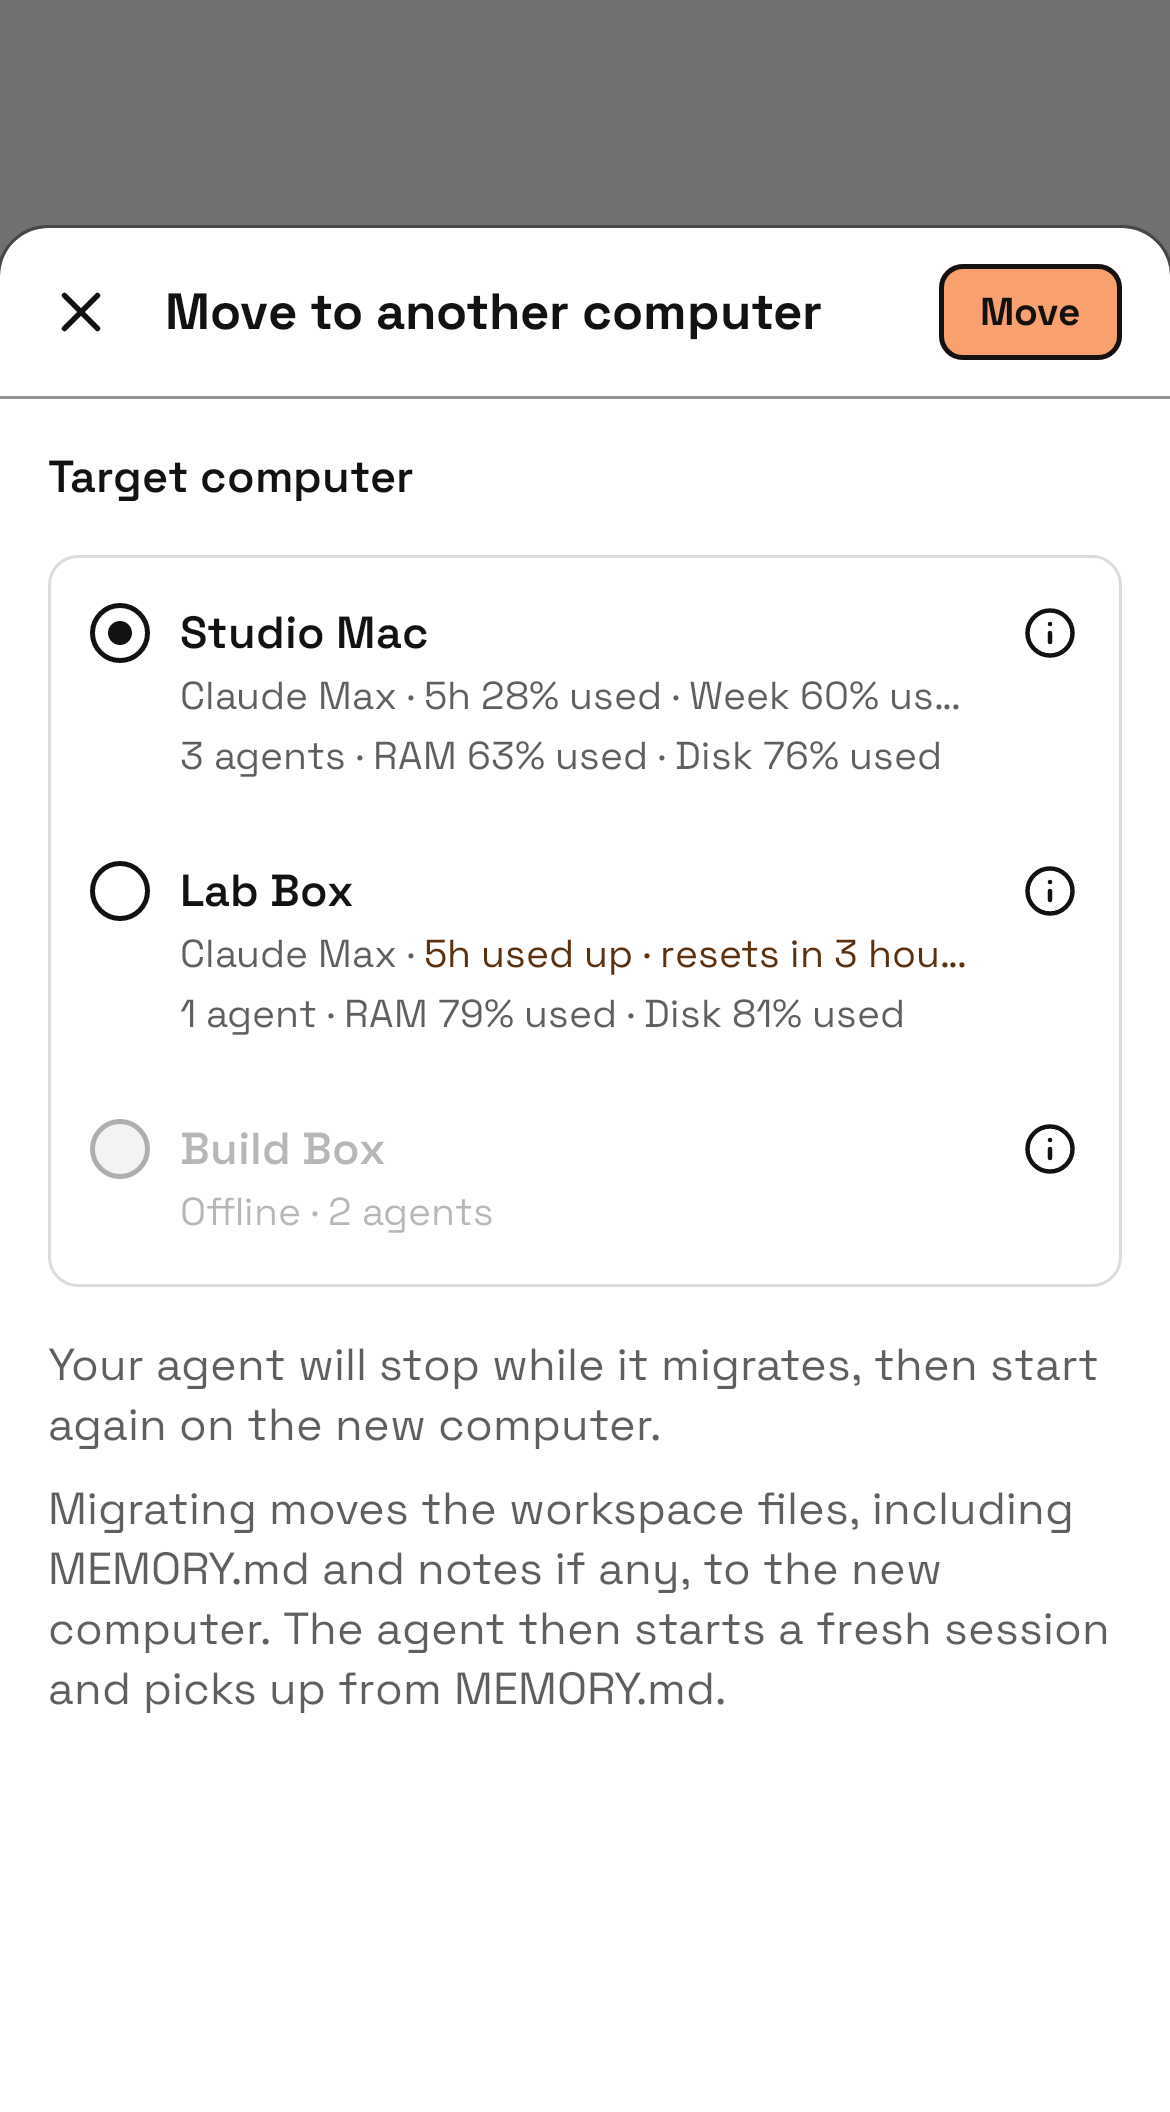 Move to another computer
Move
Target computer
Studio Mac
Claude Max · 5h 28% used · Week 60% us...
3 agents · RAM 63% used · Disk 76% used
Lab Box
Claude Max · 5h used up · resets in 3 hou...
1 agent · RAM 79% used · Disk 81% used
Build Box
Offline · 2 agents
Your agent will stop while it migrates, then start
again on the new computer.
Migrating moves the workspace files, including
MEMORY.md and notes if any, to the new
computer. The agent then starts a fresh session
and picks up from MEMORY.md.